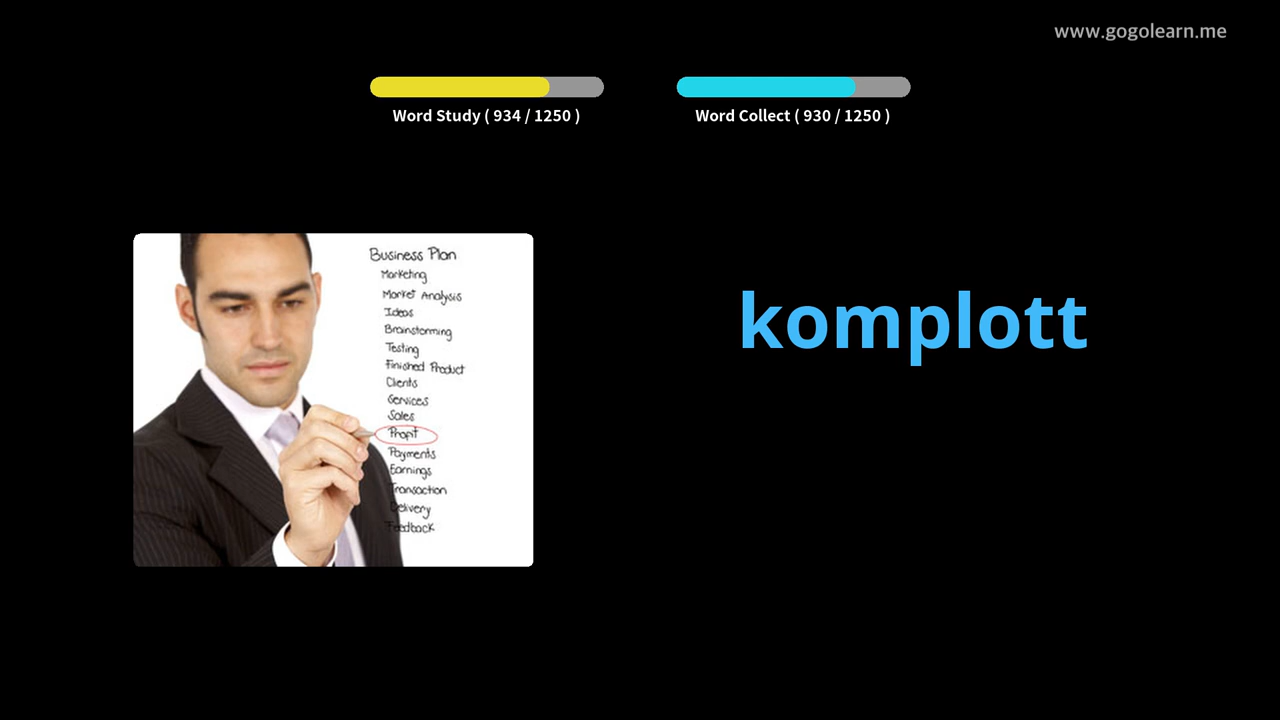 www.gogolearn.me
Word Study ( 934 / 1250 )
Word Collect ( 930 / 1250 )
Business Plan
Marketing
Market Analysis
Ideas
Brainstorming
Testing
Finished Product
Clients
Services
Sales
Profit
Payments
Earnings
Transaction
Delivery
Feedback
komplott